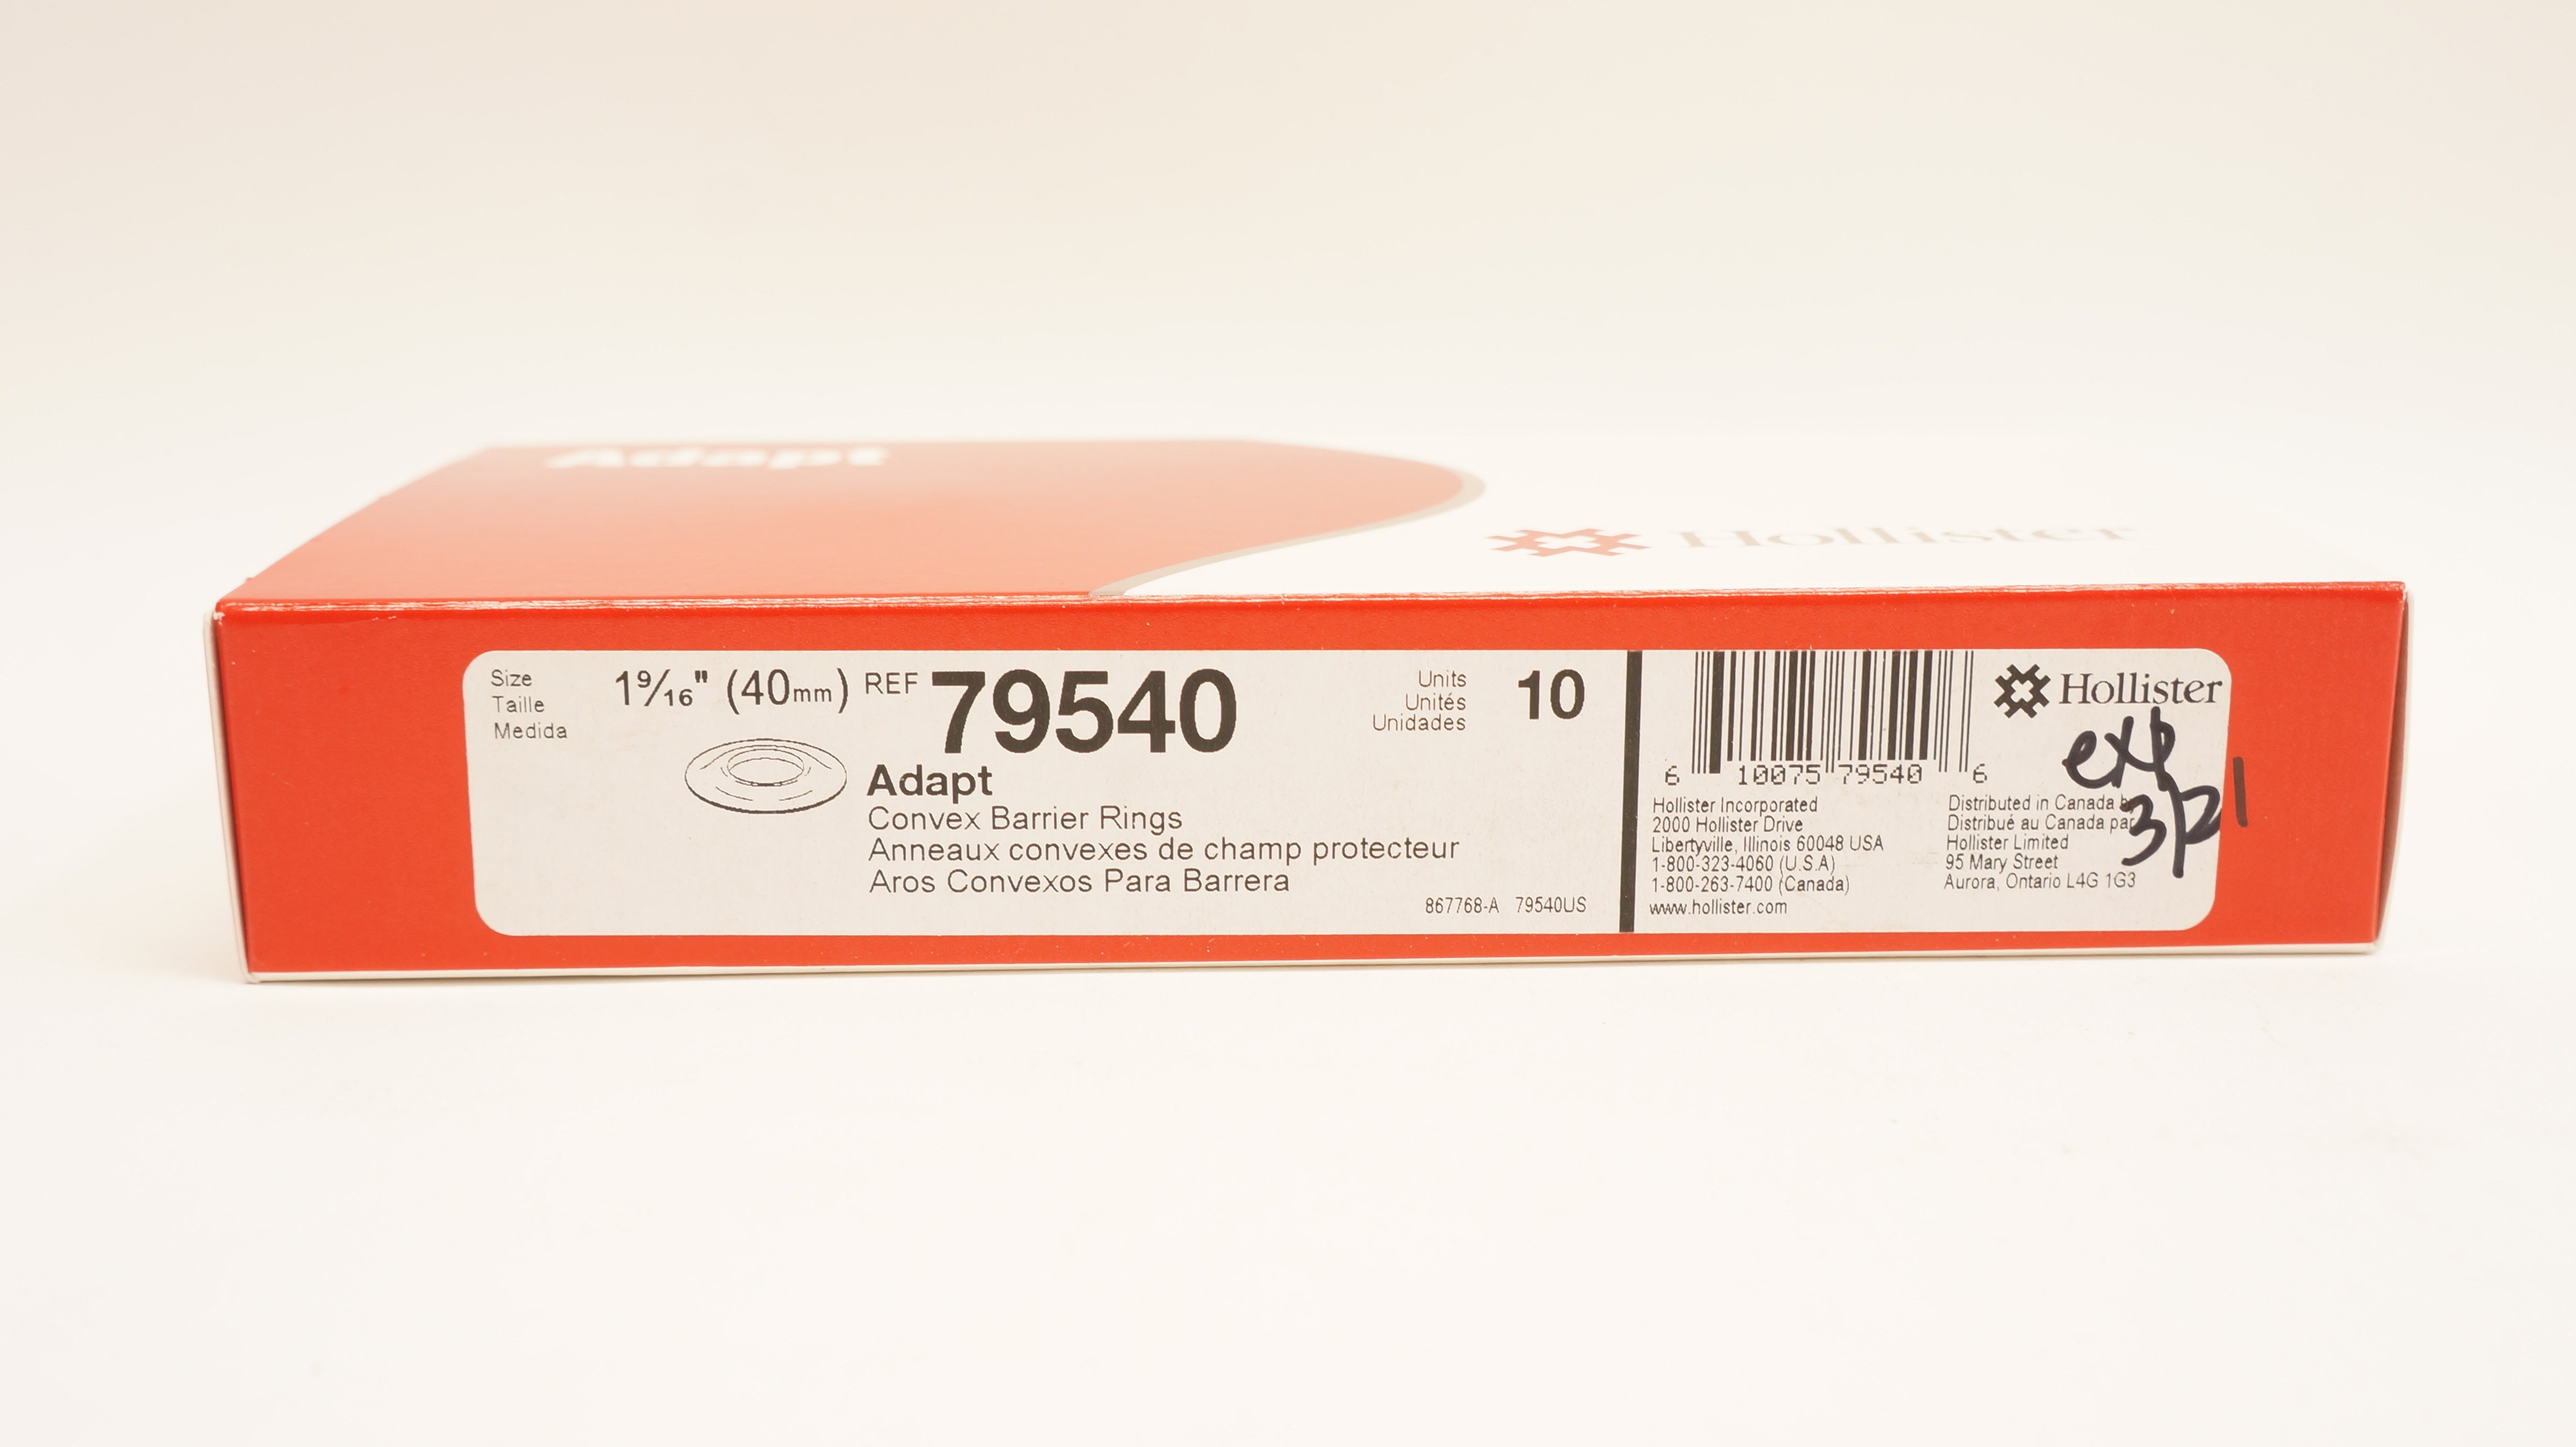 Adapt
Hollister
Size
Taille
Medida
1 9/16" (40mm)
REF 79540
Adapt
Convex Barrier Rings
Anneaux convexes de champ protecteur
Aros Convexos Para Barrera
Units
Unités
Unidades
10
867768-A 79540US
6 10075 79540 6
Hollister Incorporated
2000 Hollister Drive
Libertyville, Illinois 60048 USA
1-800-323-4060 (U.S.A)
1-800-263-7400 (Canada)
www.hollister.com
Hollister
exp
3/21
Distributed in Canada by
Distribué au Canada par
Hollister Limited
95 Mary Street
Aurora, Ontario L4G 1G3